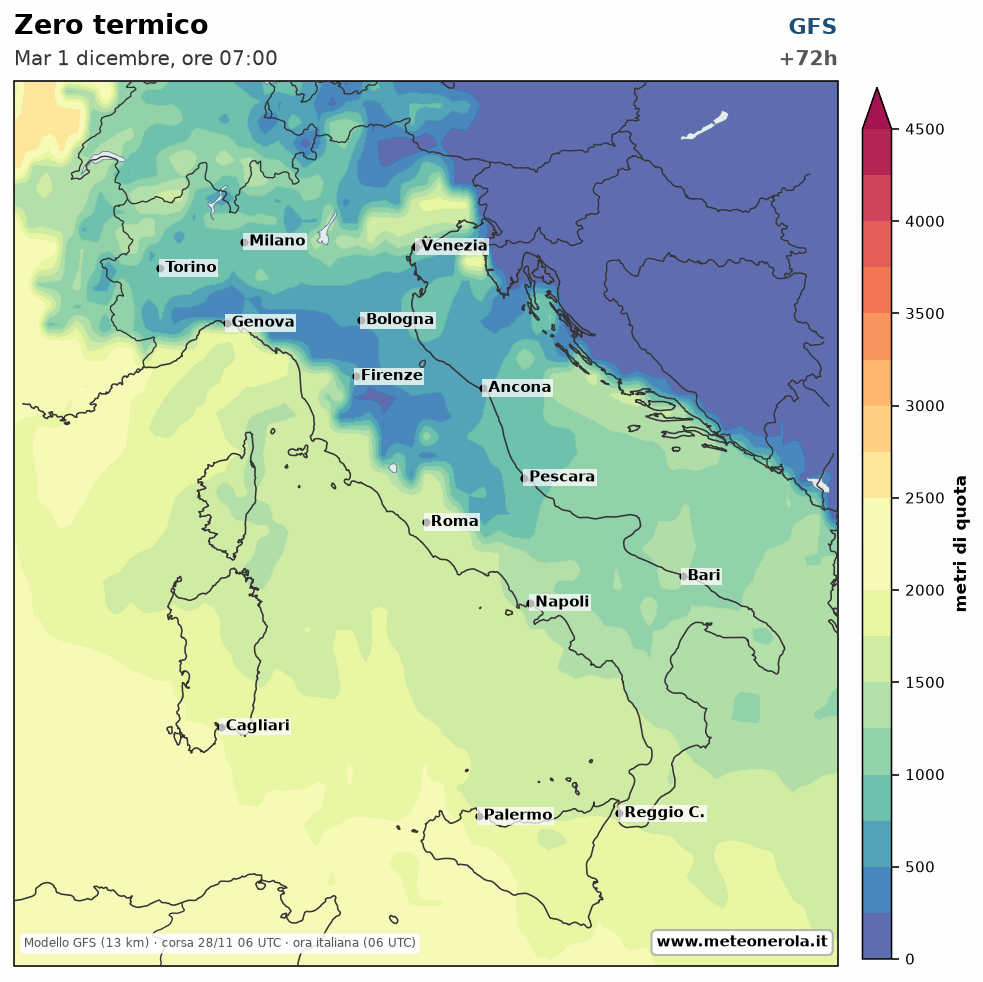 Zero termico
GFS
Mar 1 dicembre, ore 07:00
+72h
4500
4000
3500
3000
2500
2000
1500
1000
500
0
metri di quota
Milano
Venezia
Torino
Genova
Bologna
Firenze
Ancona
Pescara
Roma
Bari
Napoli
Cagliari
Palermo
Reggio C.
Modello GFS (13 km) · corsa 28/11 06 UTC · ora italiana (06 UTC)
www.meteonerola.it